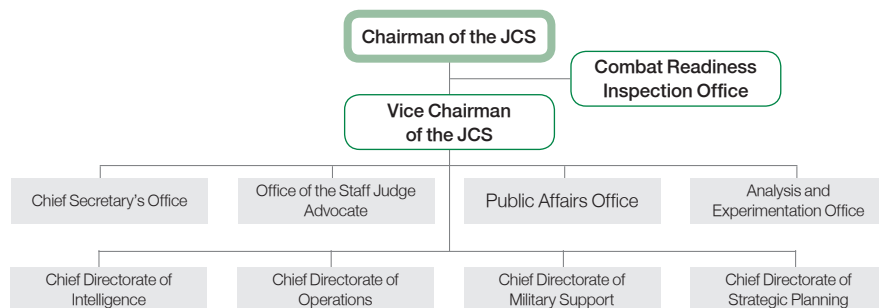 Chairman of the JCS
Combat Readiness
Inspection Office
Vice Chairman
of the JCS
Chief Secretary's Office
Office of the Staff Judge
Advocate
Public Affairs Office
Analysis and
Experimentation Office
Chief Directorate of
Intelligence
Chief Directorate of
Operations
Chief Directorate of
Military Support
Chief Directorate of
Strategic Planning